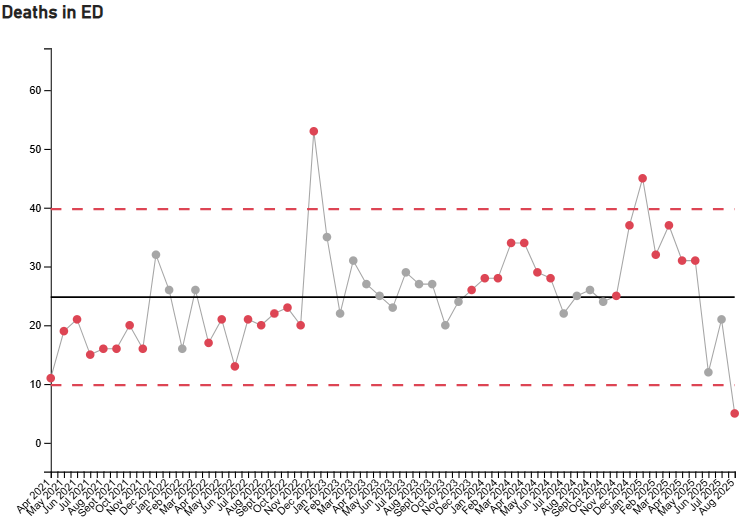 Deaths in ED
60
50
40
30
20
10
0
Apr 2021
May 2021
Jun 2021
Jul 2021
Aug 2021
Sept 2021
Oct 2021
Nov 2021
Dec 2021
Jan 2022
Feb 2022
Mar 2022
Apr 2022
May 2022
Jun 2022
Jul 2022
Aug 2022
Sept 2022
Oct 2022
Nov 2022
Dec 2022
Jan 2023
Feb 2023
Mar 2023
Apr 2023
May 2023
Jun 2023
Jul 2023
Aug 2023
Sept 2023
Oct 2023
Nov 2023
Dec 2023
Jan 2024
Feb 2024
Mar 2024
Apr 2024
May 2024
Jun 2024
Jul 2024
Aug 2024
Sept 2024
Oct 2024
Nov 2024
Dec 2024
Jan 2025
Feb 2025
Mar 2025
Apr 2025
May 2025
Jun 2025
Jul 2025
Aug 2025